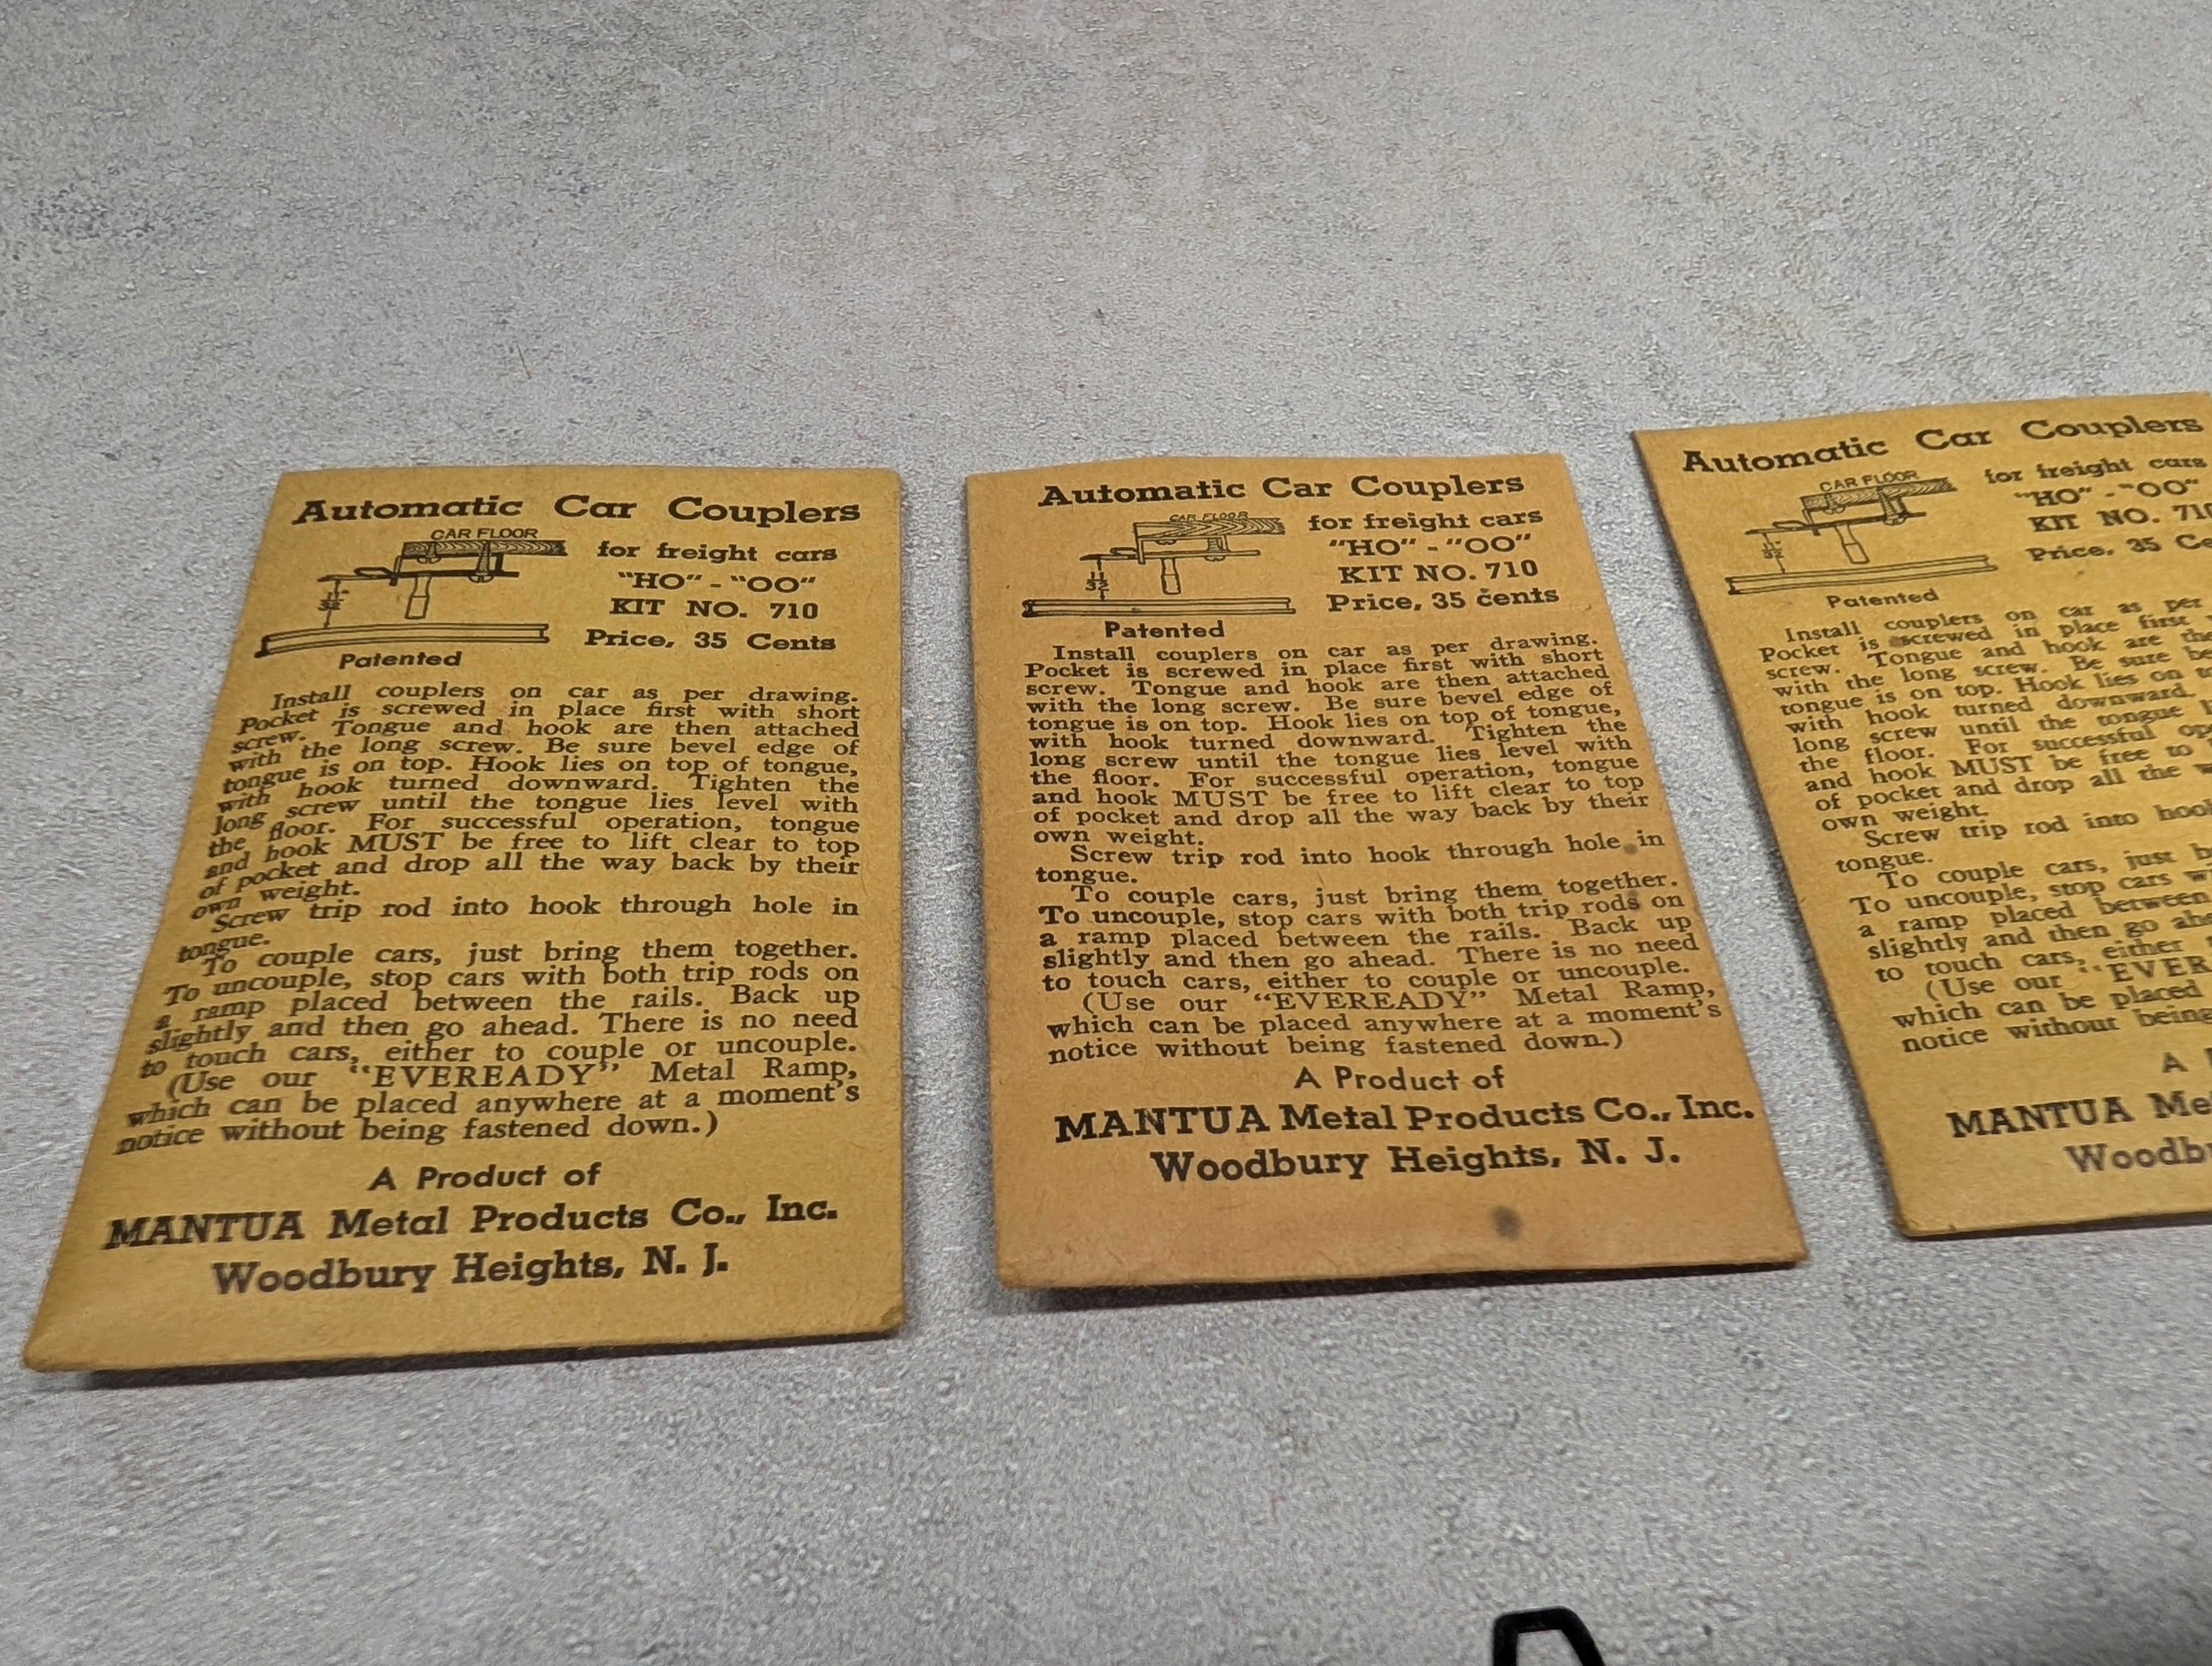 Automatic Car Couplers
CAR FLOOR
for freight cars
"HO" - "OO"
KIT NO. 710
Price, 35 Cents
Patented
Install couplers on car as per drawing.
Pocket is screwed in place first with short
screw. Tongue and hook are then attached
with the long screw. Be sure bevel edge of
tongue is on top. Hook lies on top of tongue,
with hook turned downward. Tighten the
long screw until the tongue lies level with
the floor. For successful operation, tongue
and hook MUST be free to lift clear to top
of pocket and drop all the way back by their
own weight.
Screw trip rod into hook through hole in
tongue.
To couple cars, just bring them together.
To uncouple, stop cars with both trip rods on
a ramp placed between the rails. Back up
slightly and then go ahead. There is no need
to touch cars, either to couple or uncouple.
(Use our "EVEREADY" Metal Ramp,
which can be placed anywhere at a moment's
notice without being fastened down.)
A Product of
MANTUA Metal Products Co., Inc.
Woodbury Heights, N. J.
Automatic Car Couplers
CAR FLOOR
for freight cars
"HO" - "OO"
KIT NO. 710
Price, 35 cents
Patented
Install couplers on car as per drawing.
Pocket is screwed in place first with short
screw. Tongue and hook are then attached
with the long screw. Be sure bevel edge of
tongue is on top. Hook lies on top of tongue,
with hook turned downward. Tighten the
long screw until the tongue lies level with
the floor. For successful operation, tongue
and hook MUST be free to lift clear to top
of pocket and drop all the way back by their
own weight.
Screw trip rod into hook through hole in
tongue.
To couple cars, just bring them together.
To uncouple, stop cars with both trip rods on
a ramp placed between the rails. Back up
slightly and then go ahead. There is no need
to touch cars, either to couple or uncouple.
(Use our "EVEREADY" Metal Ramp,
which can be placed anywhere at a moment's
notice without being fastened down.)
A Product of
MANTUA Metal Products Co., Inc.
Woodbury Heights, N. J.
Automatic Car Couplers
CAR FLOOR
for freight cars
"HO" - "OO"
KIT NO. 710
Price, 35 Ce
Patented
Install couplers on car as per
Pocket is screwed in place first
screw. Tongue and hook are the
with the long screw. Be sure be
tongue is on top. Hook lies on
with hook turned downward.
long screw until the tongue
the floor. For successful op
and hook MUST be free to
of pocket and drop all the
own weight.
Screw trip rod into hook
tongue.
To couple cars, just b
To uncouple, stop cars w
a ramp placed between
slightly and then go ahe
to touch cars, either
(Use our "EVER
which can be placed
notice without being
A
MANTUA Me
Woodb